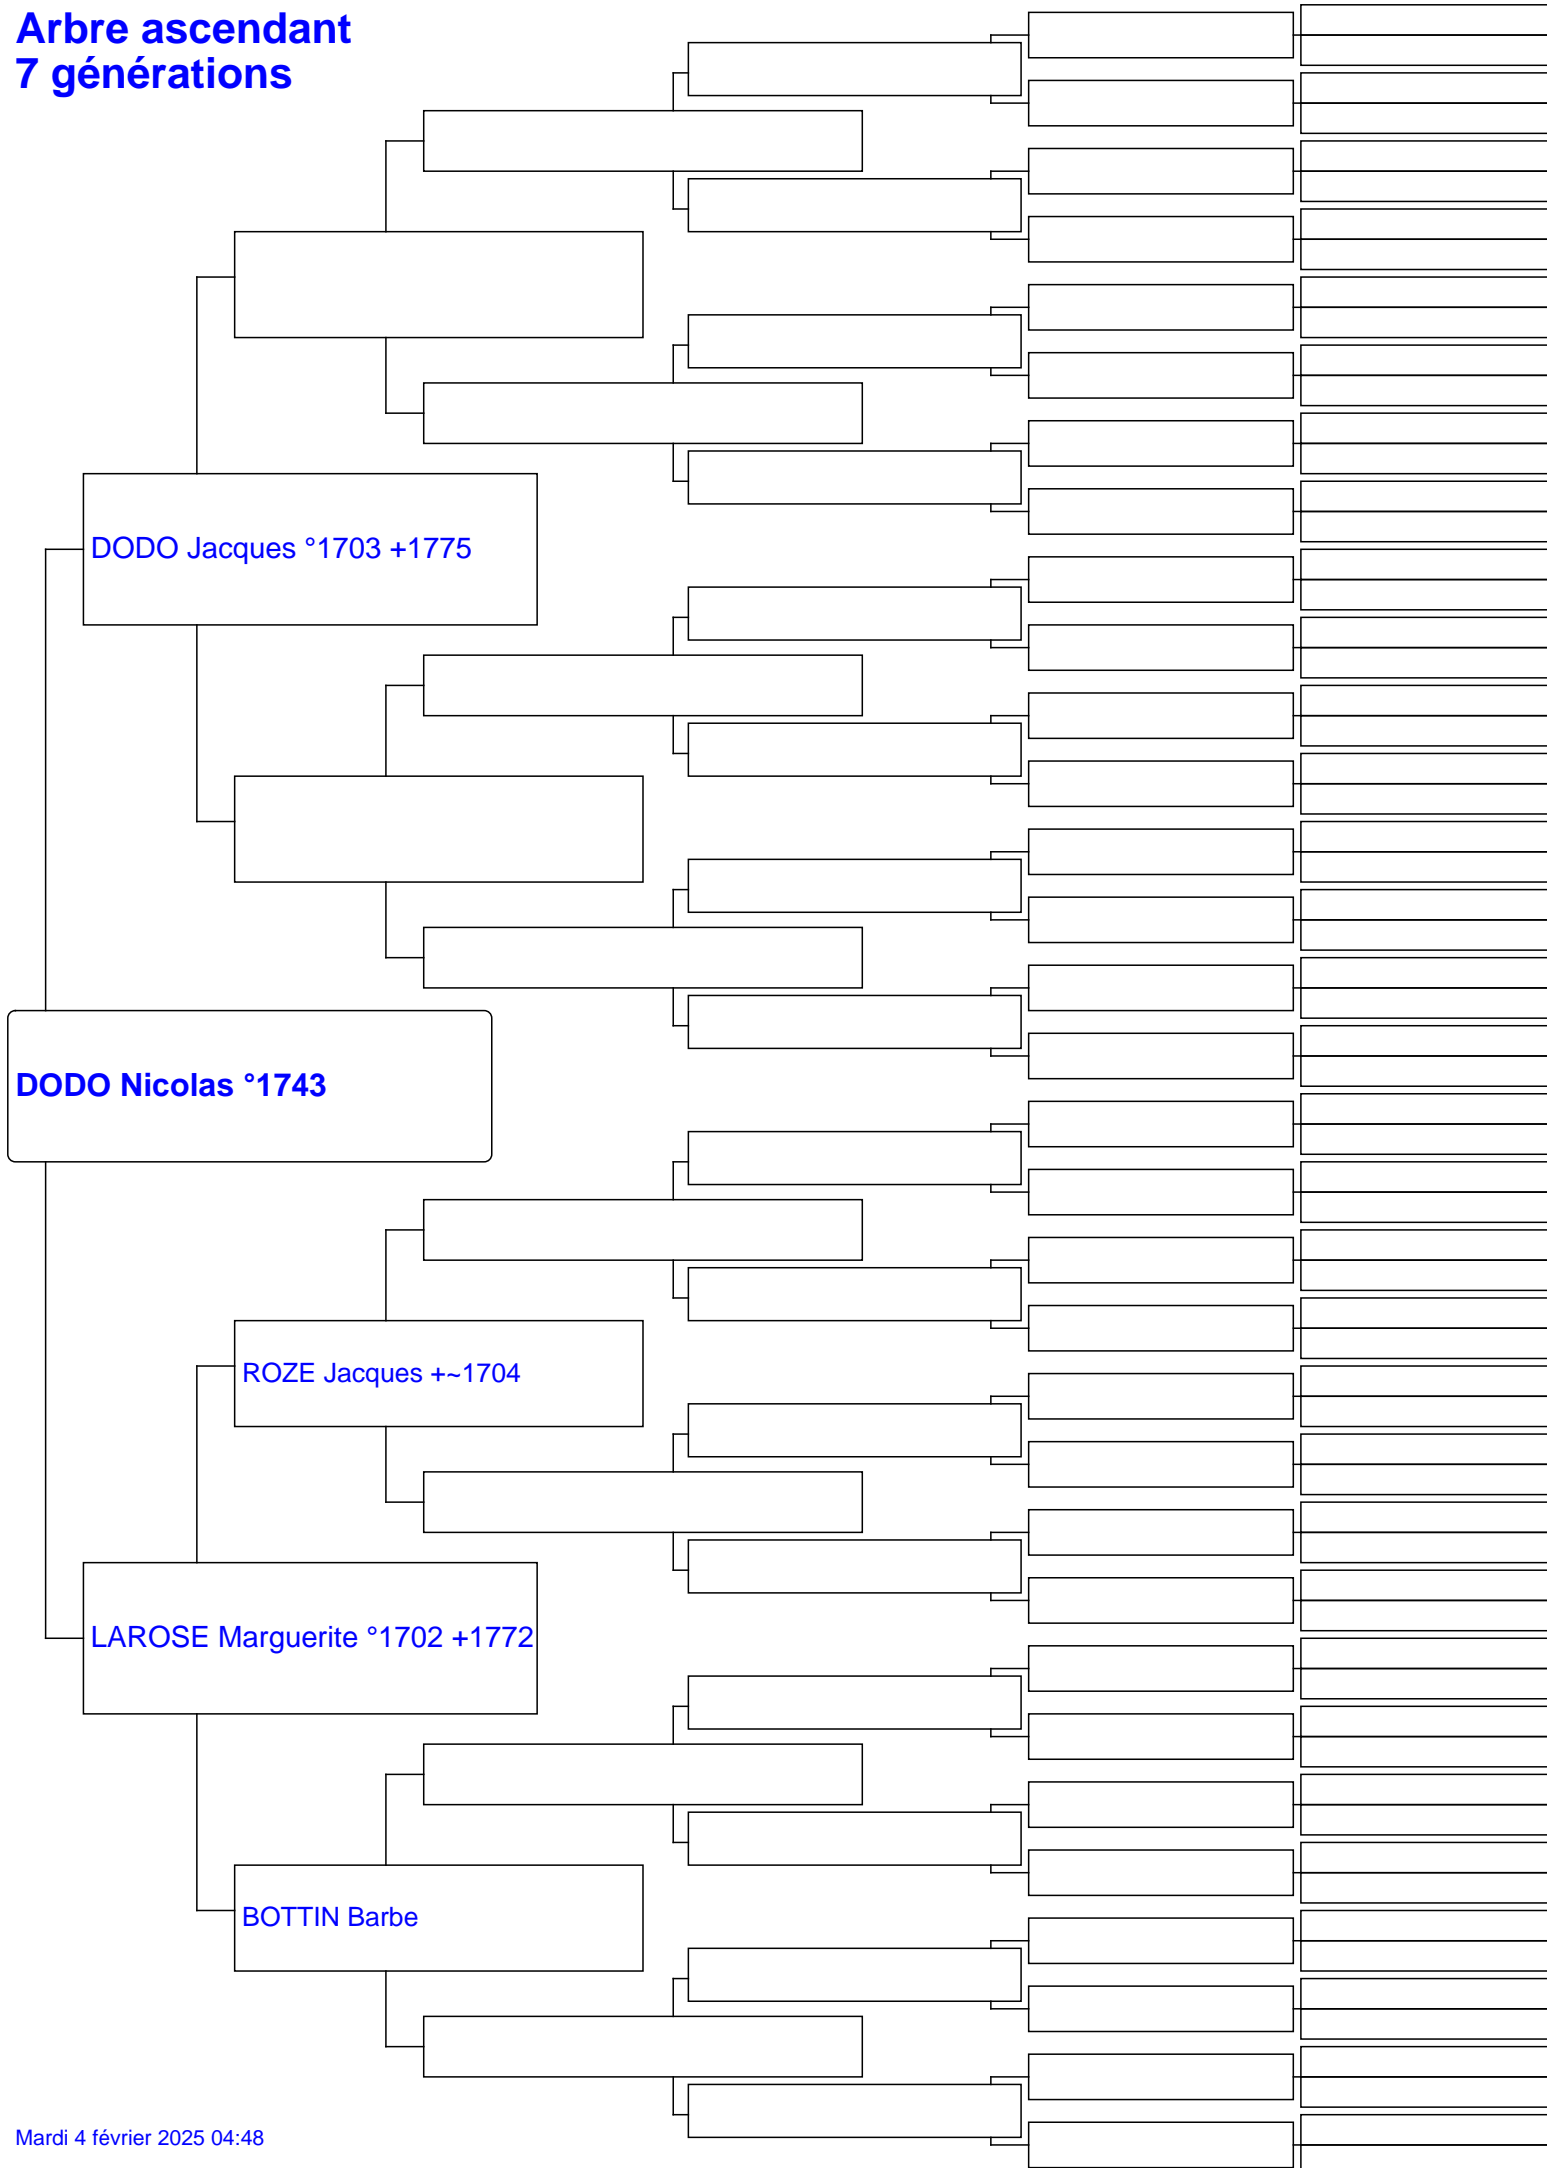 Arbre ascendant
7 générations
DODO Jacques °1703 +1775
DODO Nicolas °1743
ROZE Jacques +~1704
LAROSE Marguerite °1702 +1772
BOTTIN Barbe
Mardi 4 février 2025 04:48